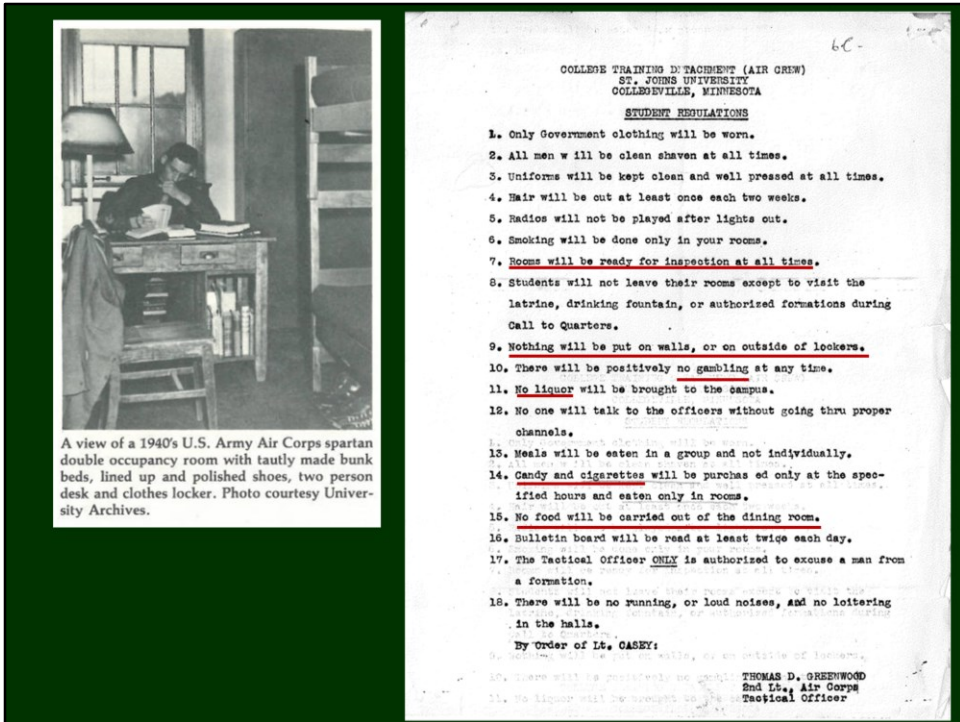 A view of a 1940's U.S. Army Air Corps spartan
double occupancy room with tautly made bunk
beds, lined up and polished shoes, two person
desk and clothes locker. Photo courtesy Univer-
sity Archives.
COLLEGE TRAINING D TACHMENT (AIR CREW)
ST. JOHNS UNIVERSITY
COLLEGEVILLE, MINNESOTA
STUDENT REGULATIONS
1. Only Government clothing will be worn.
2. All men w ill be clean shaven at all times.
3. Uniforms will be kept clean and well pressed at all times.
4. Hair will be cut at least once each two weeks.
5. Radios will not be played after lights out.
6. Smoking will be done only in your rooms.
7. Rooms will be ready for inspection at all times.
8. Students will not leave their rooms except to visit the
latrine, drinking fountain, or authorized formations during
Call to Quarters.
9. Nothing will be put on walls, or on outside of lockers.
10. There will be positively no gambling at any time.
11. No liquor will be brought to the campus.
12. No one will talk to the officers without going thru proper
channels.
13. Meals will be eaten in a group and not individually.
14. Candy and cigarettes will be purchas ed only at the spec-
ified hours and eaten only in rooms.
15. No food will be carried out of the dining room.
16. Bulletin board will be read at least twice each day.
17. The Tactical Officer ONLY is authorized to excuse a man from
a formation.
18. There will be no running, or loud noises, and no loitering
in the halls.
By Order of Lt. CASEY:
THOMAS D. GREENWOOD
2nd Lt., Air Corps
Tactical Officer